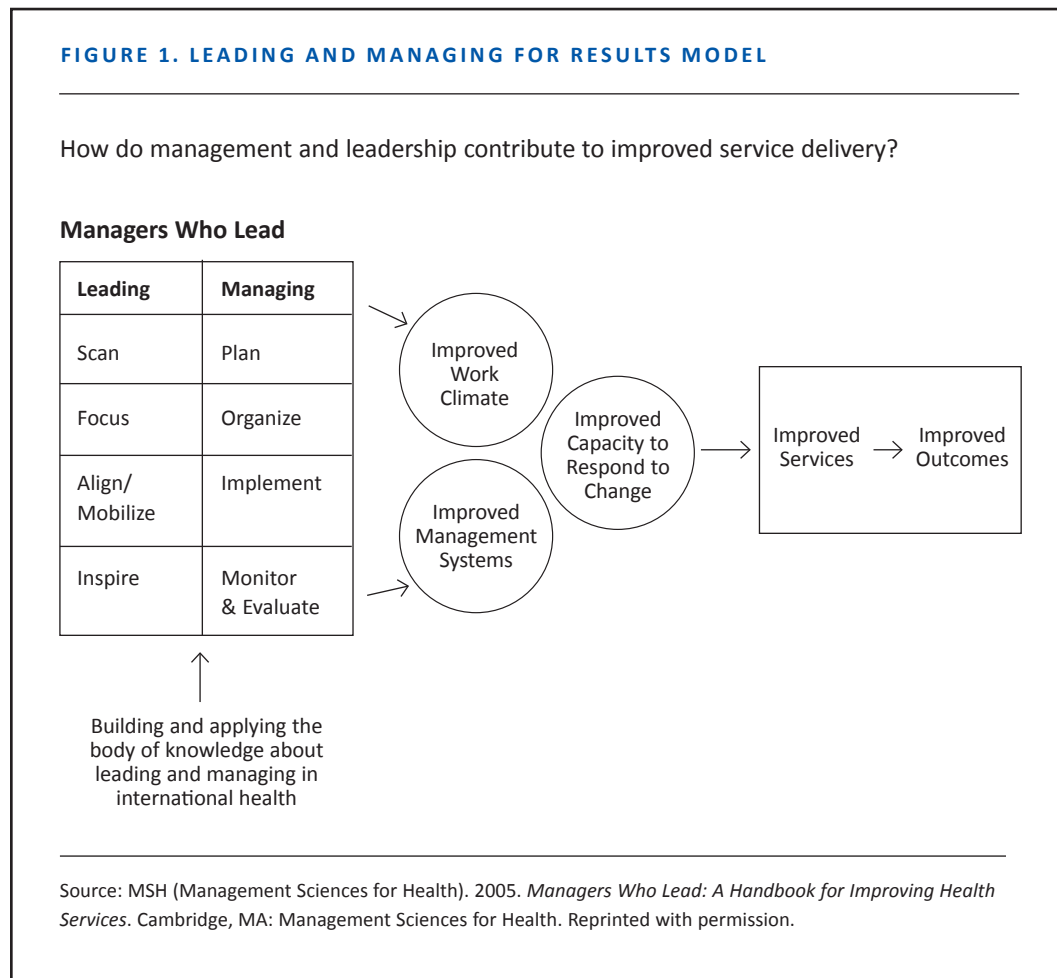 FIGURE 1. LEADING AND MANAGING FOR RESULTS MODEL
How do management and leadership contribute to improved service delivery?
Managers Who Lead
Leading
Managing
Scan
Plan
Focus
Organize
Align/
Mobilize
Implement
Inspire
Monitor
& Evaluate
Building and applying the
body of knowledge about
leading and managing in
international health
Improved
Work
Climate
Improved
Management
Systems
Improved
Capacity to
Respond to
Change
Improved
Services
Improved
Outcomes
Source: MSH (Management Sciences for Health). 2005. Managers Who Lead: A Handbook for Improving Health
Services. Cambridge, MA: Management Sciences for Health. Reprinted with permission.